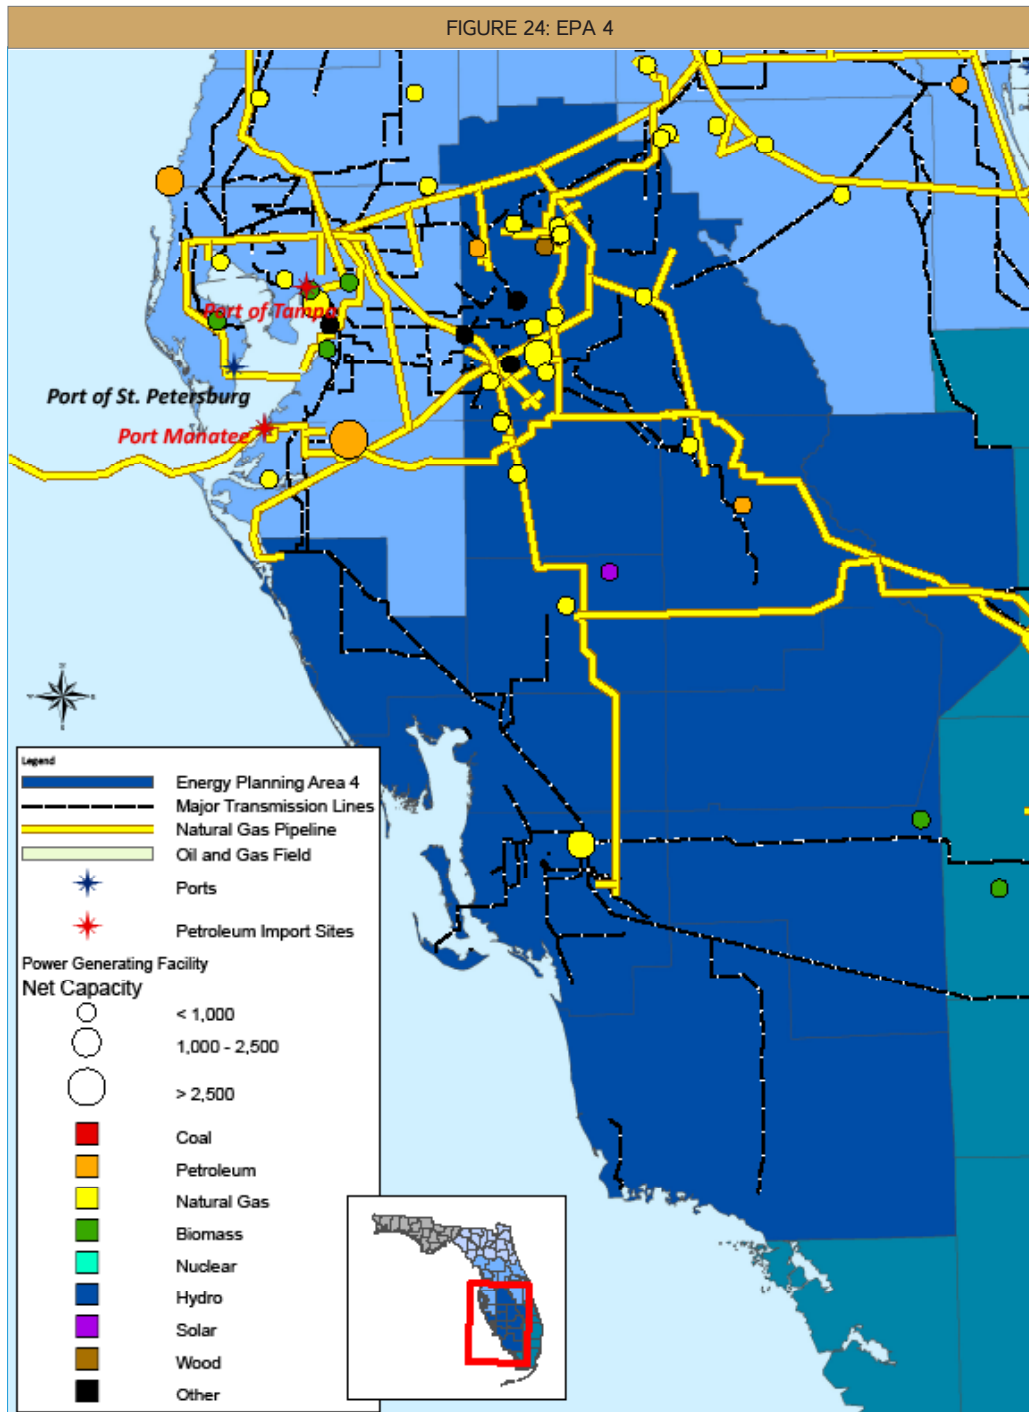 FIGURE 24: EPA 4
Port of Tampa
Port of St. Petersburg
Port Manatee
Legend
Energy Planning Area 4
Major Transmission Lines
Natural Gas Pipeline
Oil and Gas Field
Ports
Petroleum Import Sites
Power Generating Facility
Net Capacity
< 1,000
1,000 - 2,500
> 2,500
Coal
Petroleum
Natural Gas
Biomass
Nuclear
Hydro
Solar
Wood
Other